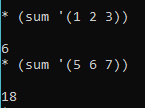 * (sum '(1 2 3))
6
* (sum '(5 6 7))
18